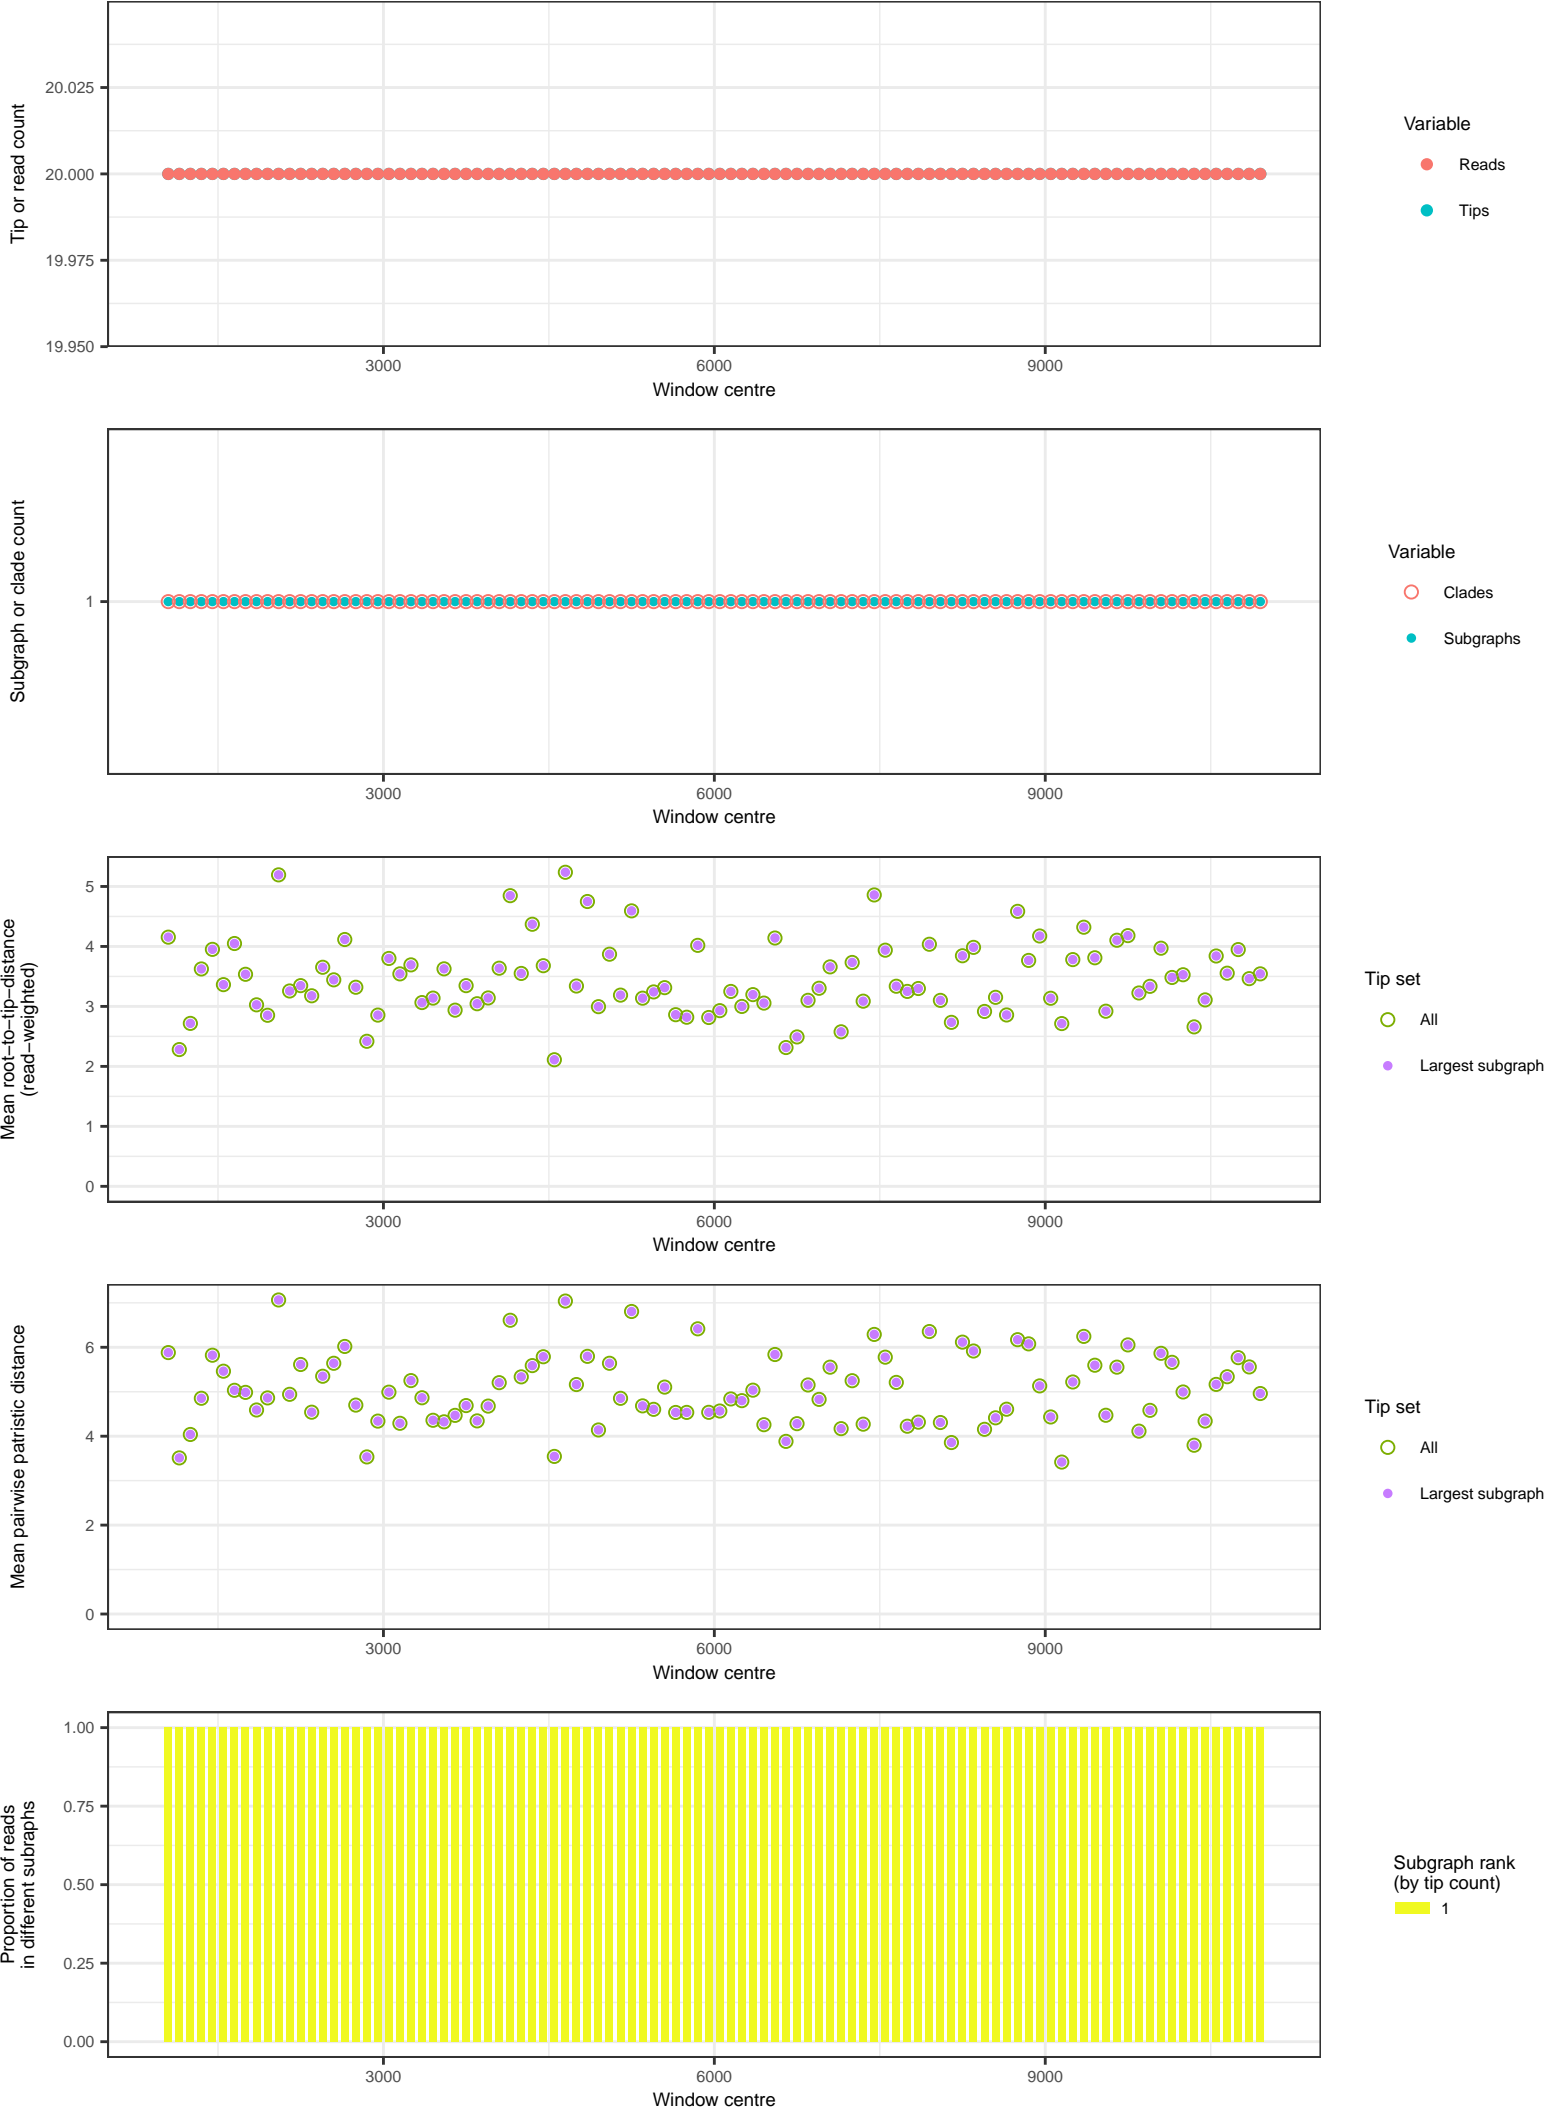 20.025
20.000
19.975
19.950
Tip or read count
3000 6000 9000
Window centre
Variable
Reads
Tips
1
Subgraph or clade count
3000 6000 9000
Window centre
Variable
Clades
Subgraphs
5
4
3
2
1
0
Mean root−to−tip−distance
(read−weighted)
3000 6000 9000
Window centre
Tip set
All
Largest subgraph
6
4
2
0
Mean pairwise patristic distance
3000 6000 9000
Window centre
Tip set
All
Largest subgraph
1.00
0.75
0.50
0.25
0.00
Proportion of reads
in different subraphs
3000 6000 9000
Window centre
Subgraph rank
(by tip count)
1